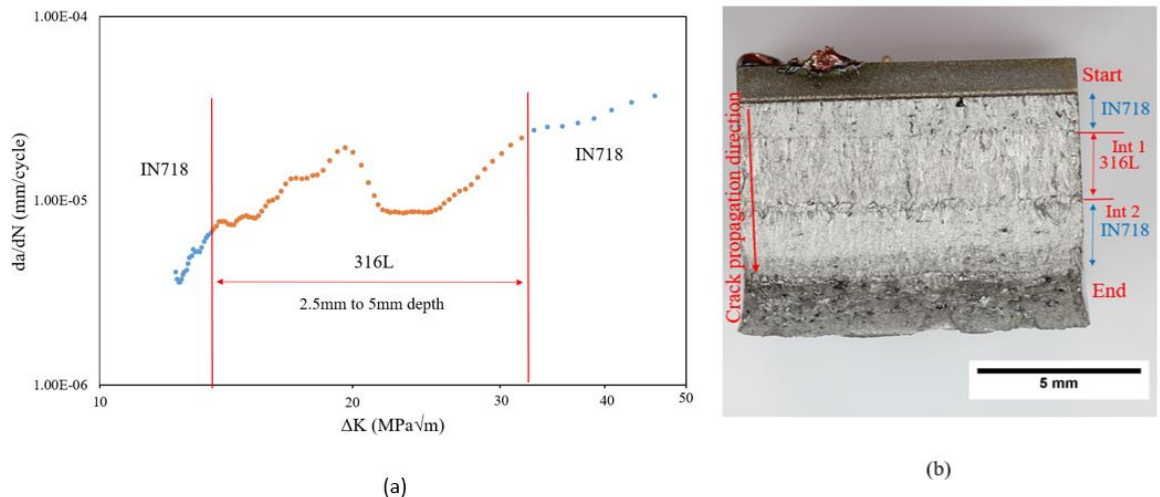 1.00E-04
1.00E-05
1.00E-06
da/dN (mm/cycle)
IN718
IN718
316L
2.5mm to 5mm depth
10
20
30
40
50
ΔK (MPa√m)
(a)
Crack propagation direction
Start
IN718
Int 1
316L
Int 2
IN718
End
5 mm
(b)